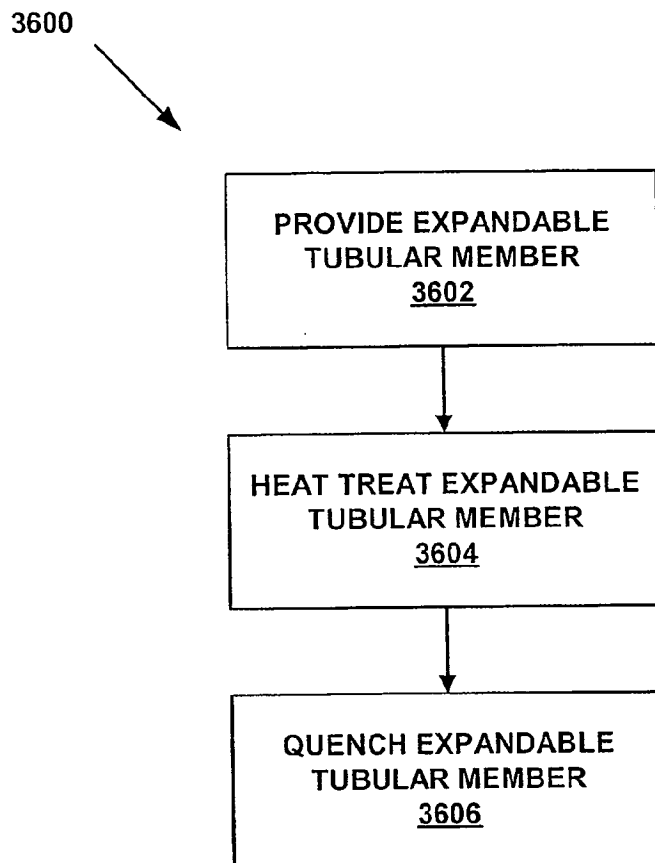 3600
PROVIDE EXPANDABLE
TUBULAR MEMBER
3602
HEAT TREAT EXPANDABLE
TUBULAR MEMBER
3604
QUENCH EXPANDABLE
TUBULAR MEMBER
3606